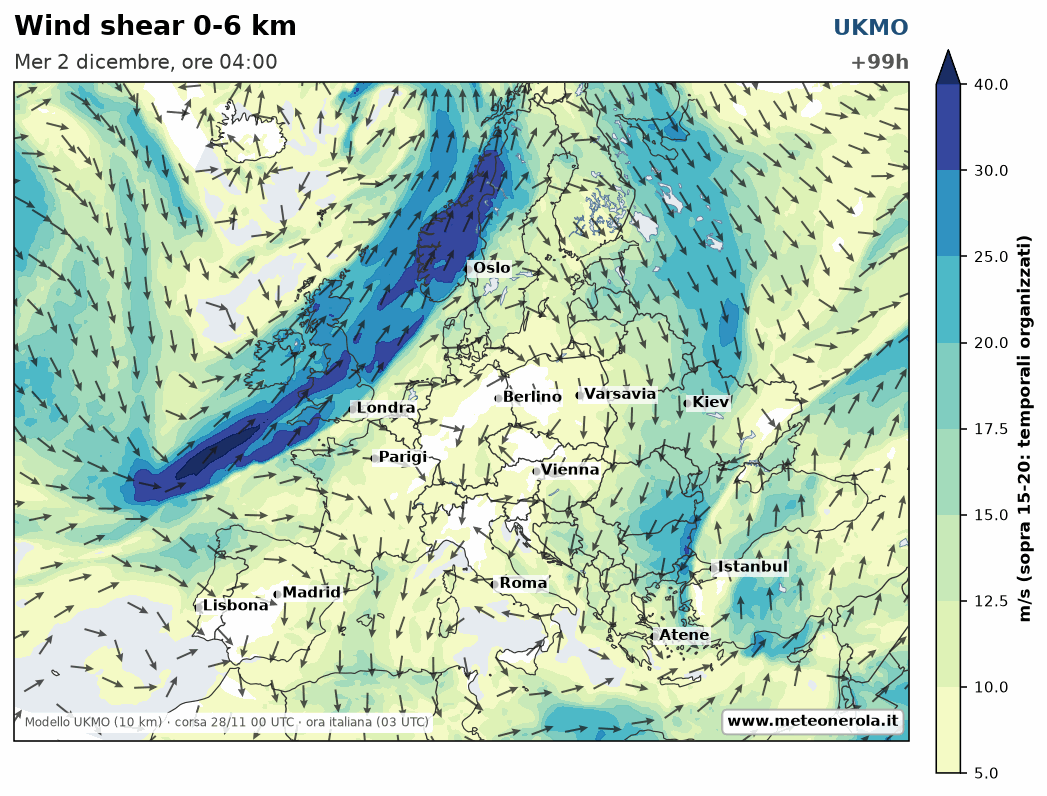 Wind shear 0-6 km
UKMO
Mer 2 dicembre, ore 04:00
+99h
40.0
30.0
25.0
20.0
17.5
15.0
12.5
10.0
5.0
m/s (sopra 15-20: temporali organizzati)
Oslo
Berlino
Varsavia
Kiev
Londra
Parigi
Vienna
Istanbul
Roma
Madrid
Lisbona
Atene
Modello UKMO (10 km) · corsa 28/11 00 UTC · ora italiana (03 UTC)
www.meteonerola.it